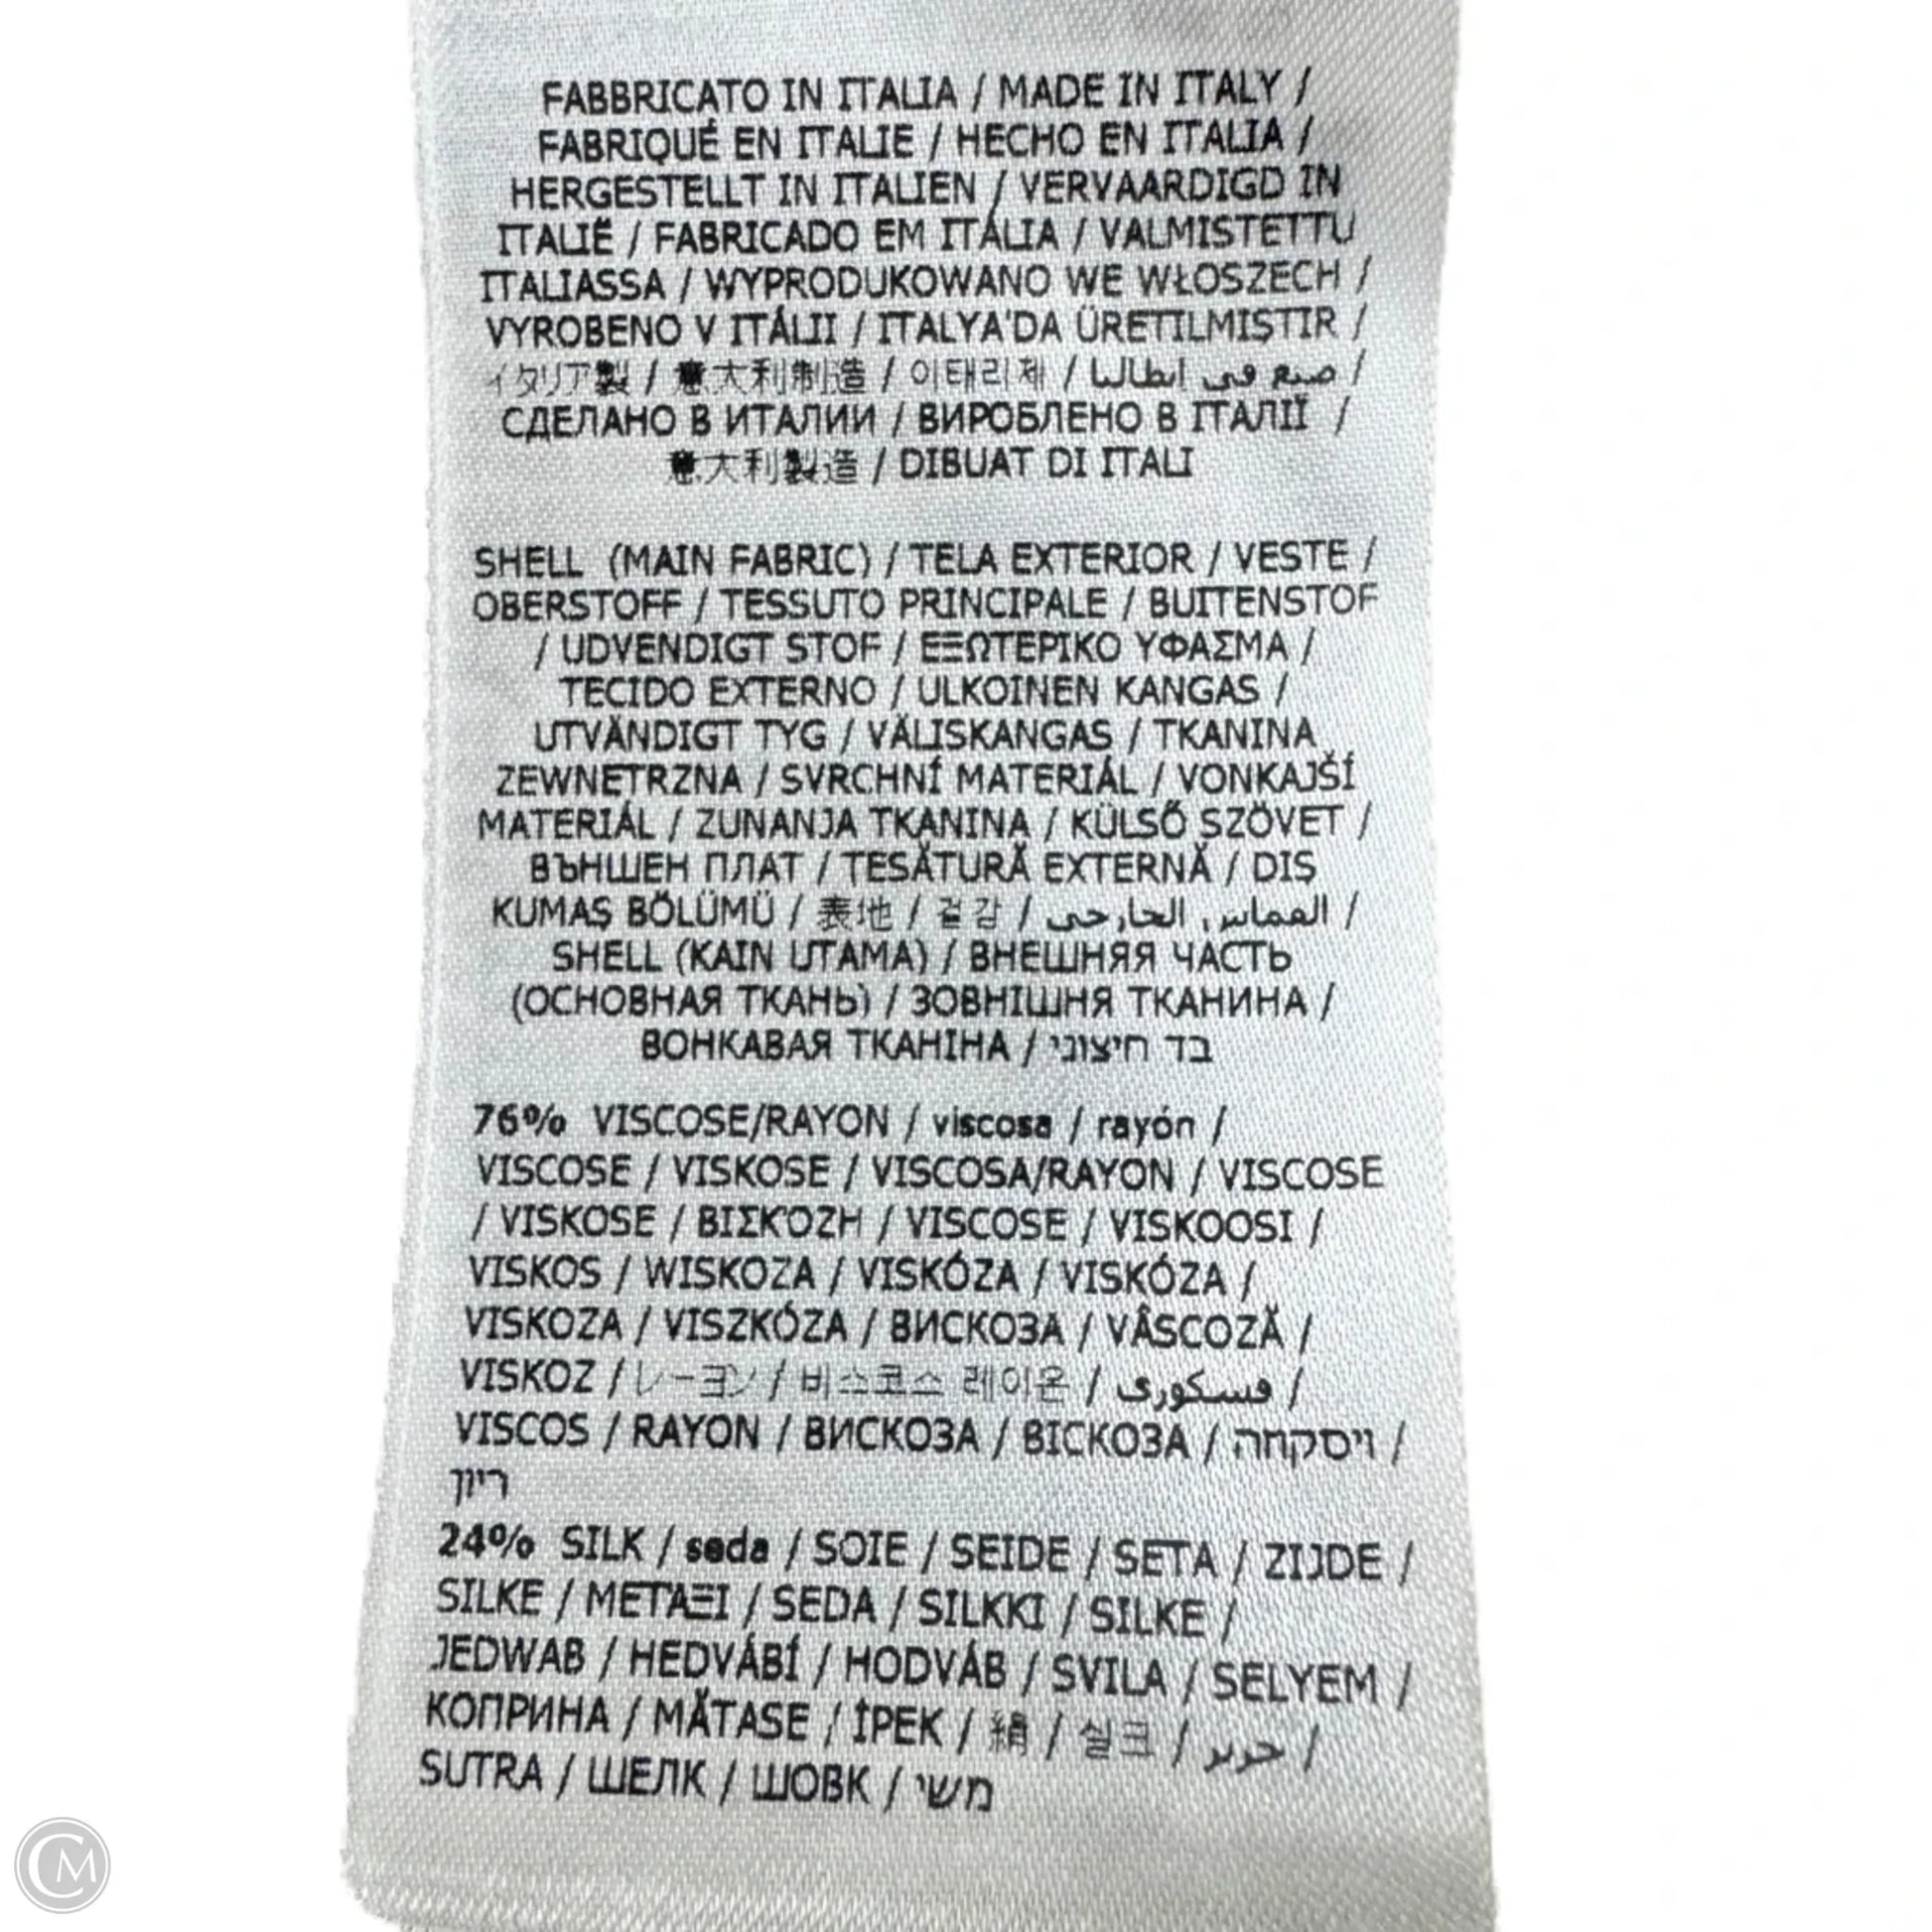 FABBRICATO IN ITALIA / MADE IN ITALY /
FABRIQUÉ EN ITALIE / HECHO EN ITALIA /
HERGESTELLT IN ITALIEN / VERVAARDIGD IN
ITALIË / FABRICADO EM ITÁLIA / VALMISTETTU
ITALIASSA / WYPRODUKOWANO WE WŁOSZECH /
VYROBENO V ITÁLII / ITALYA'DA ÜRETILMIŞTIR /
イタリア製 / 意大利制造 / 이태리제 / صنع في ايطاليا /
СДЕЛАНО В ИТАЛИИ / ВИРОБЛЕНО В ІТАЛІЇ /
意大利製造 / DIBUAT DI ITALI
SHELL (MAIN FABRIC) / TELA EXTERIOR / VESTE /
OBERSTOFF / TESSUTO PRINCIPALE / BUITENSTOF
/ UDVENDIGT STOF / ΕΞΩΤΕΡΙΚΟ ΥΦΑΣΜΑ /
TECIDO EXTERNO / ULKOINEN KANGAS /
UTVÄNDIGT TYG / VÄLISKANGAS / TKANINA
ZEWNETRZNA / SVRCHNÍ MATERIÁL / VONKAJŠÍ
MATERIÁL / ZUNANJA TKANINA / KÜLSŐ SZÖVET /
ВЪНШЕН ПЛАТ / TESĂTURĂ EXTERNĂ / DIŞ
KUMAŞ BÖLÜMÜ / 表地 / 겉감 / القماش الخارجي /
SHELL (KAIN UTAMA) / ВНЕШНЯЯ ЧАСТЬ
(ОСНОВНАЯ ТКАНЬ) / ЗОВНІШНЯ ТКАНИНА /
ВОНКАВАЯ ТКАНІНА / בד חיצוני
76% VISCOSE/RAYON / viscosa / rayón /
VISCOSE / VISKOSE / VISCOSA/RAYON / VISCOSE
/ VISKOSE / ΒΙΣΚΌΖΗ / VISCOSE / VISKOOSI /
VISKOS / WISKOZA / VISKÓZA / VISKÓZA /
VISKOZA / VISZKÓZA / ВИСКОЗА / VÂSCOZĂ /
VISKOZ / レーヨン / 비스코스 레이온 / فسكوري /
VISCOS / RAYON / ВИСКОЗА / ВІСКОЗА / ויסקחה /
ריון
24% SILK / seda / SOIE / SEIDE / SETA / ZIJDE /
SILKE / ΜΕΤΆΞΙ / SEDA / SILKKI / SILKE /
JEDWAB / HEDVÁBÍ / HODVÁB / SVILA / SELYEM /
КОПРИНА / MĂTASE / İPEK / 絹 / 실크 / حرير /
SUTRA / ШЕЛК / ШОВК / משי
CM